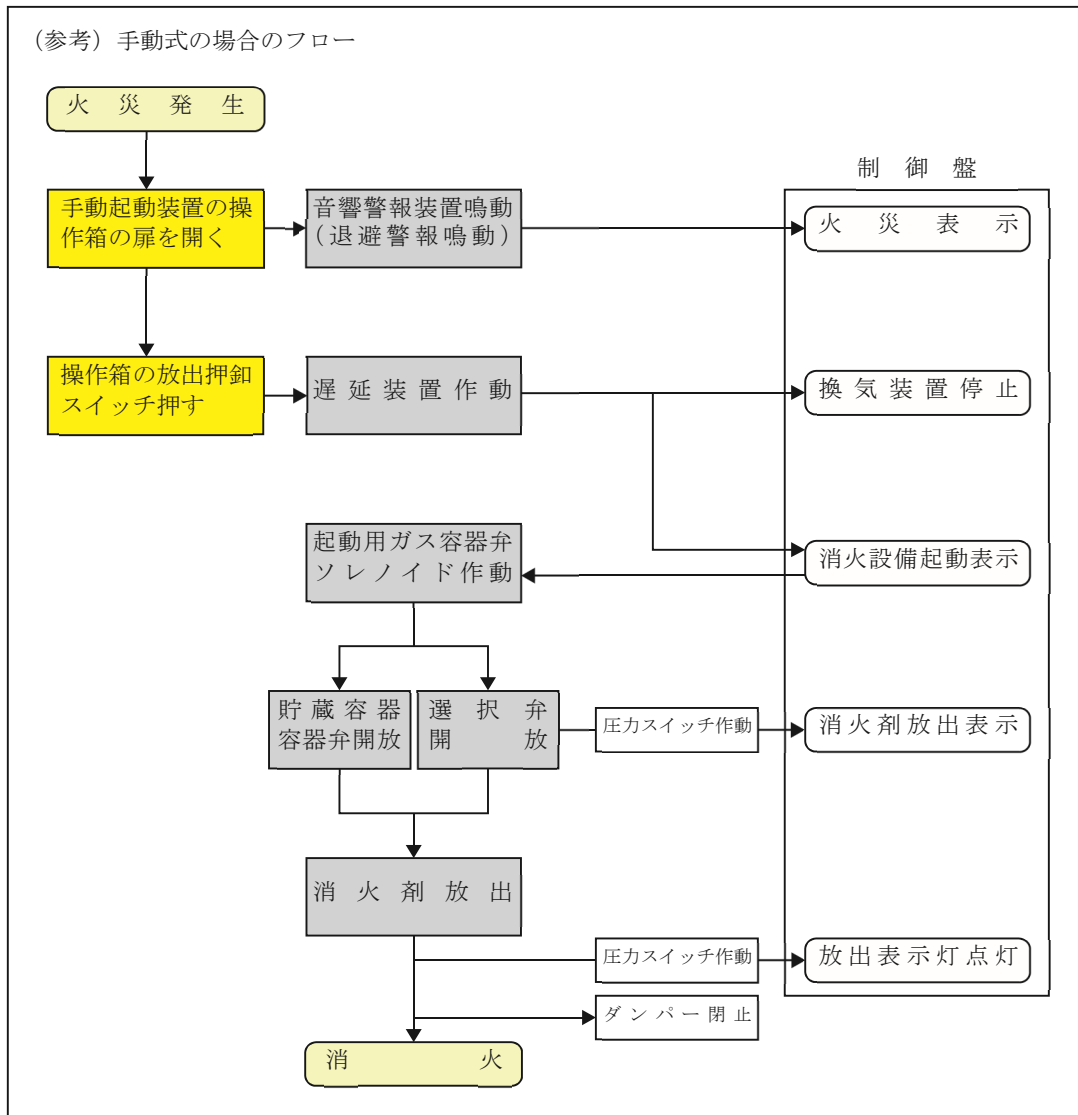 （参考）手動式の場合のフロー
火災発生
制御盤
手動起動装置の操
作箱の扉を開く
音響警報装置鳴動
（退避警報鳴動）
火災表示
操作箱の放出押釦
スイッチ押す
遅延装置作動
換気装置停止
起動用ガス容器弁
ソレノイド作動
消火設備起動表示
貯蔵容器
容器弁開放
選択弁
開放
圧力スイッチ作動
消火剤放出表示
消火剤放出
圧力スイッチ作動
放出表示灯点灯
ダンパー閉止
消火